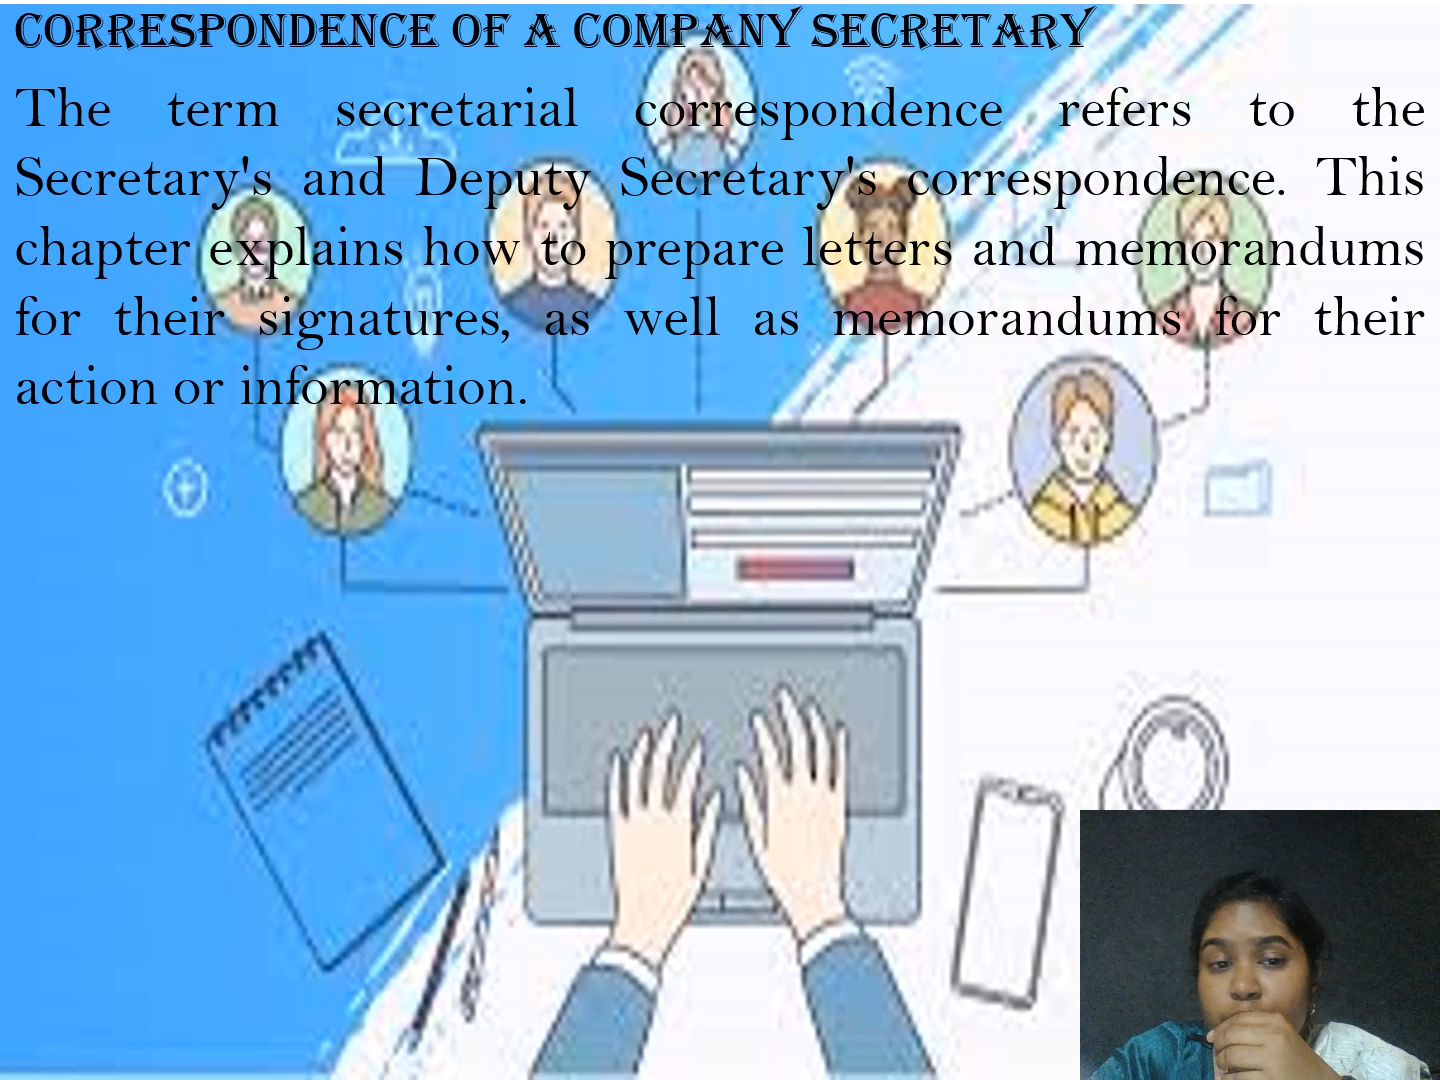 CORRESPONDENCE OF A COMPANY SECRETARY
The term secretarial correspondence refers to the
Secretary's and Deputy Secretary's correspondence. This
chapter explains how to prepare letters and memorandums
for their signatures, as well as memorandums for their
action or information.